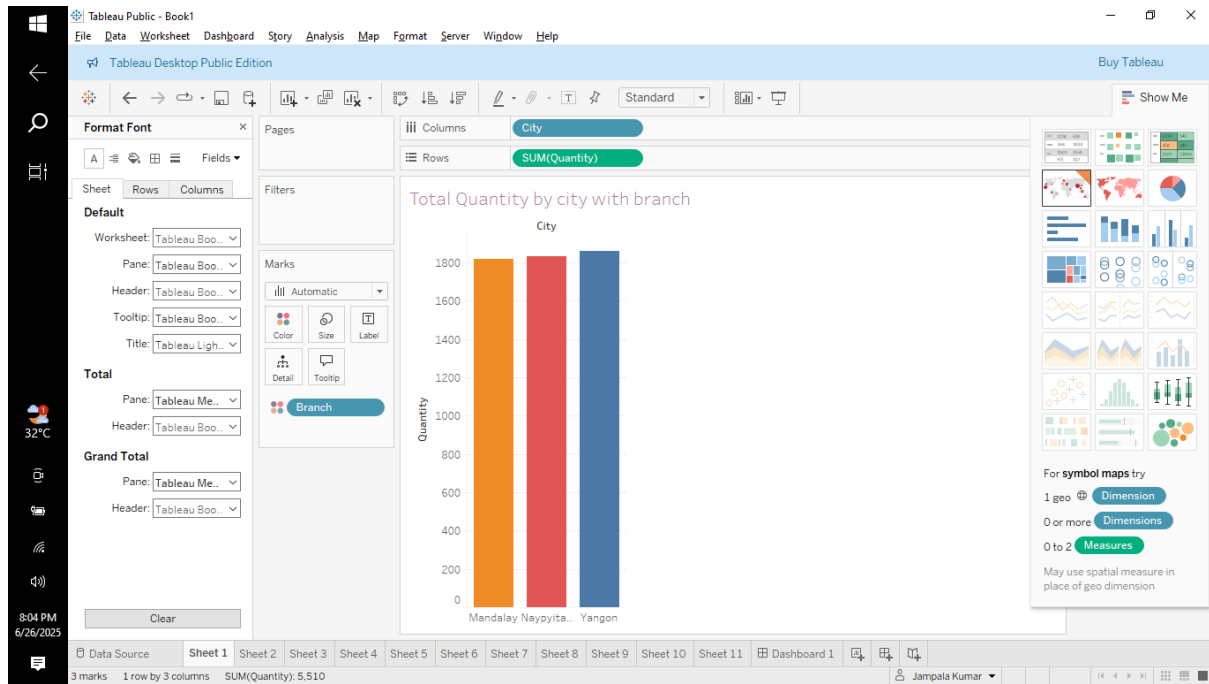 Tableau Public - Book1
File Data Worksheet Dashboard Story Analysis Map Format Server Window Help
Tableau Desktop Public Edition
Buy Tableau
Standard
Show Me
Format Font
Fields
Sheet Rows Columns
Default
Worksheet: Tableau Boo..
Pane: Tableau Boo..
Header: Tableau Boo..
Tooltip: Tableau Boo..
Title: Tableau Ligh..
Total
Pane: Tableau Me..
Header: Tableau Boo..
Grand Total
Pane: Tableau Me..
Header: Tableau Boo..
Clear
Pages
Filters
Marks
Automatic
Color Size Label
Detail Tooltip
Branch
Columns City
Rows SUM(Quantity)
Total Quantity by city with branch
City
Quantity
1800
1600
1400
1200
1000
800
600
400
200
0
Mandalay Naypyita.. Yangon
For symbol maps try
1 geo Dimension
0 or more Dimensions
0 to 2 Measures
May use spatial measure in
place of geo dimension
1
32°C
8:04 PM
6/26/2025
Data Source Sheet 1 Sheet 2 Sheet 3 Sheet 4 Sheet 5 Sheet 6 Sheet 7 Sheet 8 Sheet 9 Sheet 10 Sheet 11 Dashboard 1
3 marks 1 row by 3 columns SUM(Quantity): 5,510
Jampala Kumar